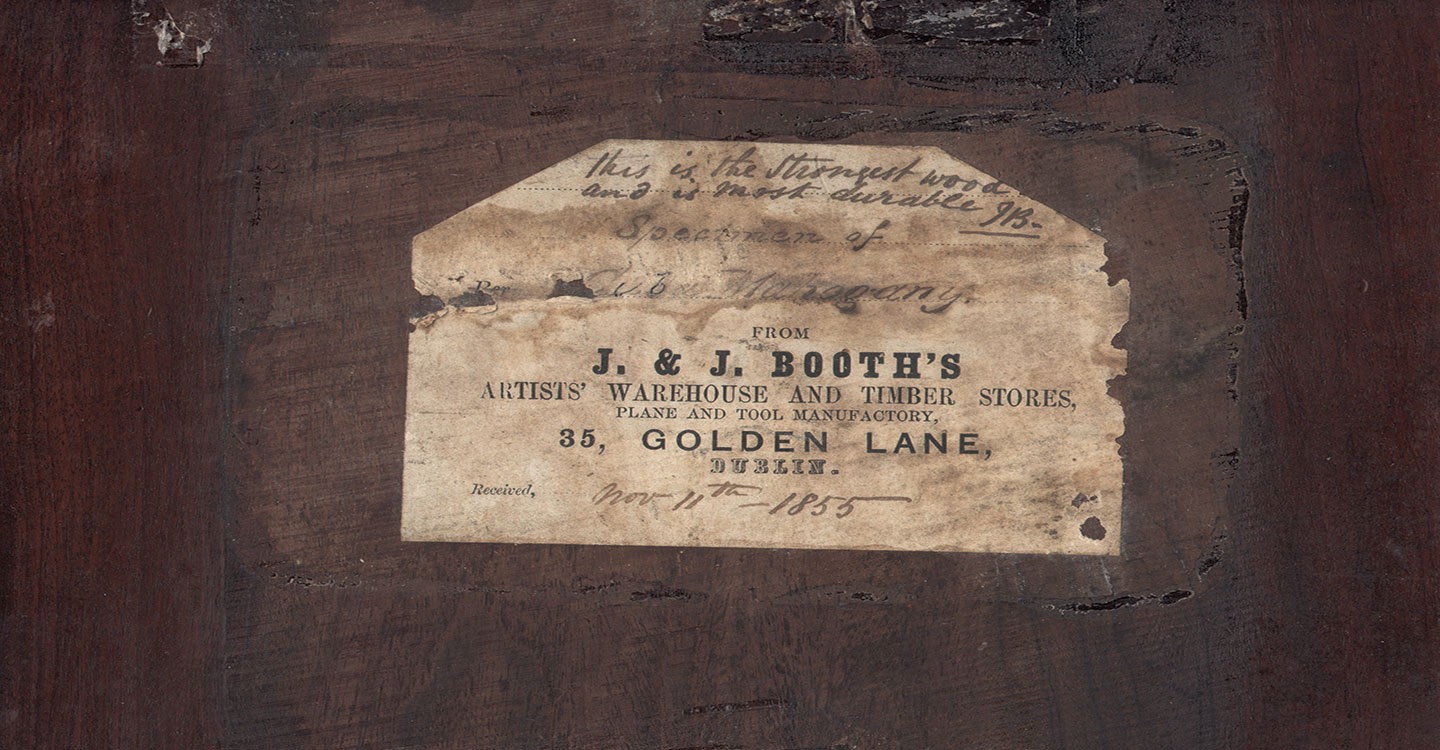 this is the strongest wood
and is most durable JB-
Specimen of
Per Cuba Mahogany.
FROM
J. & J. BOOTH'S
ARTISTS' WAREHOUSE AND TIMBER STORES,
PLANE AND TOOL MANUFACTORY,
35, GOLDEN LANE,
DUBLIN.
Received, Nov 11th - 1855